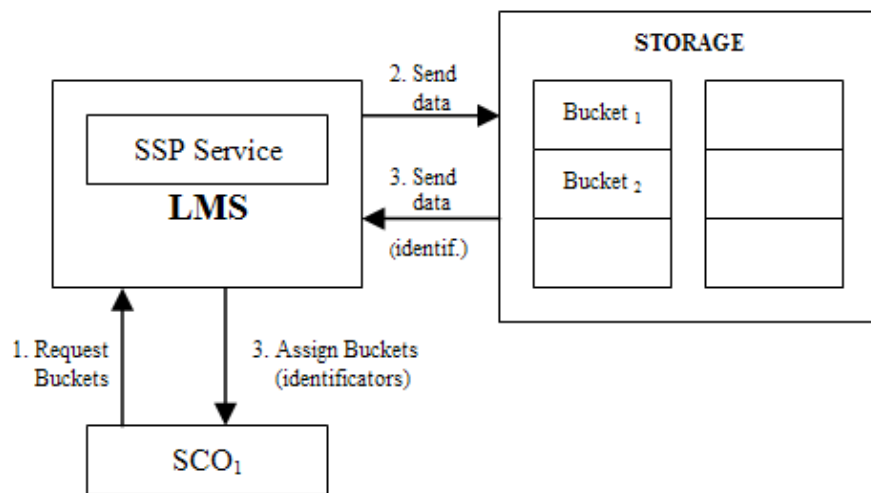 STORAGE
2. Send
data
Bucket 1
SSP Service
LMS
3. Send
data
Bucket 2
(identif.)
1. Request
Buckets
3. Assign Buckets
(identificators)
SCO1